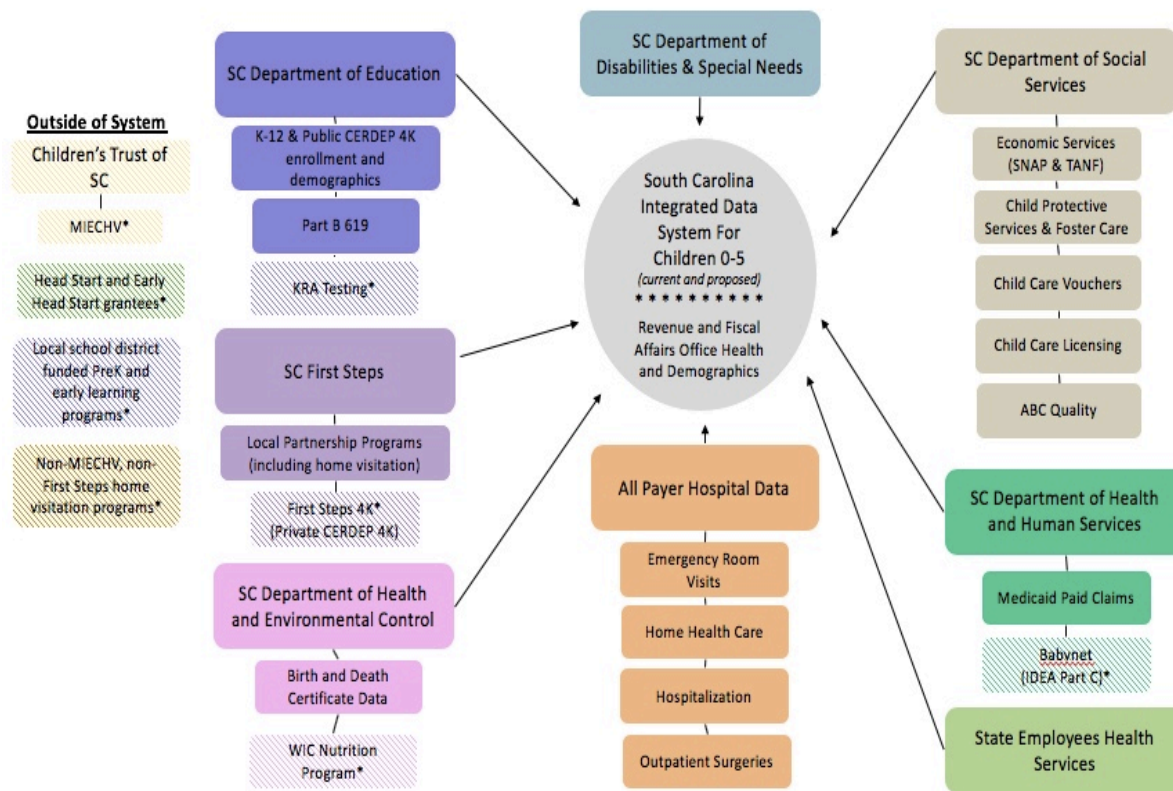 Outside of System
Children's Trust of
SC
MIECHV*
Head Start and Early
Head Start grantees*
Local school district
funded PreK and
early learning
programs*
Non-MIECHV, non-
First Steps home
visitation programs*
SC Department of Education
K-12 & Public CERDEP 4K
enrollment and
demographics
Part B 619
KRA Testing*
SC First Steps
Local Partnership Programs
(including home visitation)
First Steps 4K*
(Private CERDEP 4K)
SC Department of Health
and Environmental Control
Birth and Death
Certificate Data
WIC Nutrition
Program*
SC Department of
Disabilities & Special Needs
South Carolina
Integrated Data
System For
Children 0-5
(current and proposed)
* * * * * * * * * *
Revenue and Fiscal
Affairs Office Health
and Demographics
All Payer Hospital Data
Emergency Room
Visits
Home Health Care
Hospitalization
Outpatient Surgeries
SC Department of Social
Services
Economic Services
(SNAP & TANF)
Child Protective
Services & Foster Care
Child Care Vouchers
Child Care Licensing
ABC Quality
SC Department of Health
and Human Services
Medicaid Paid Claims
Babynet
(IDEA Part C)*
State Employees Health
Services